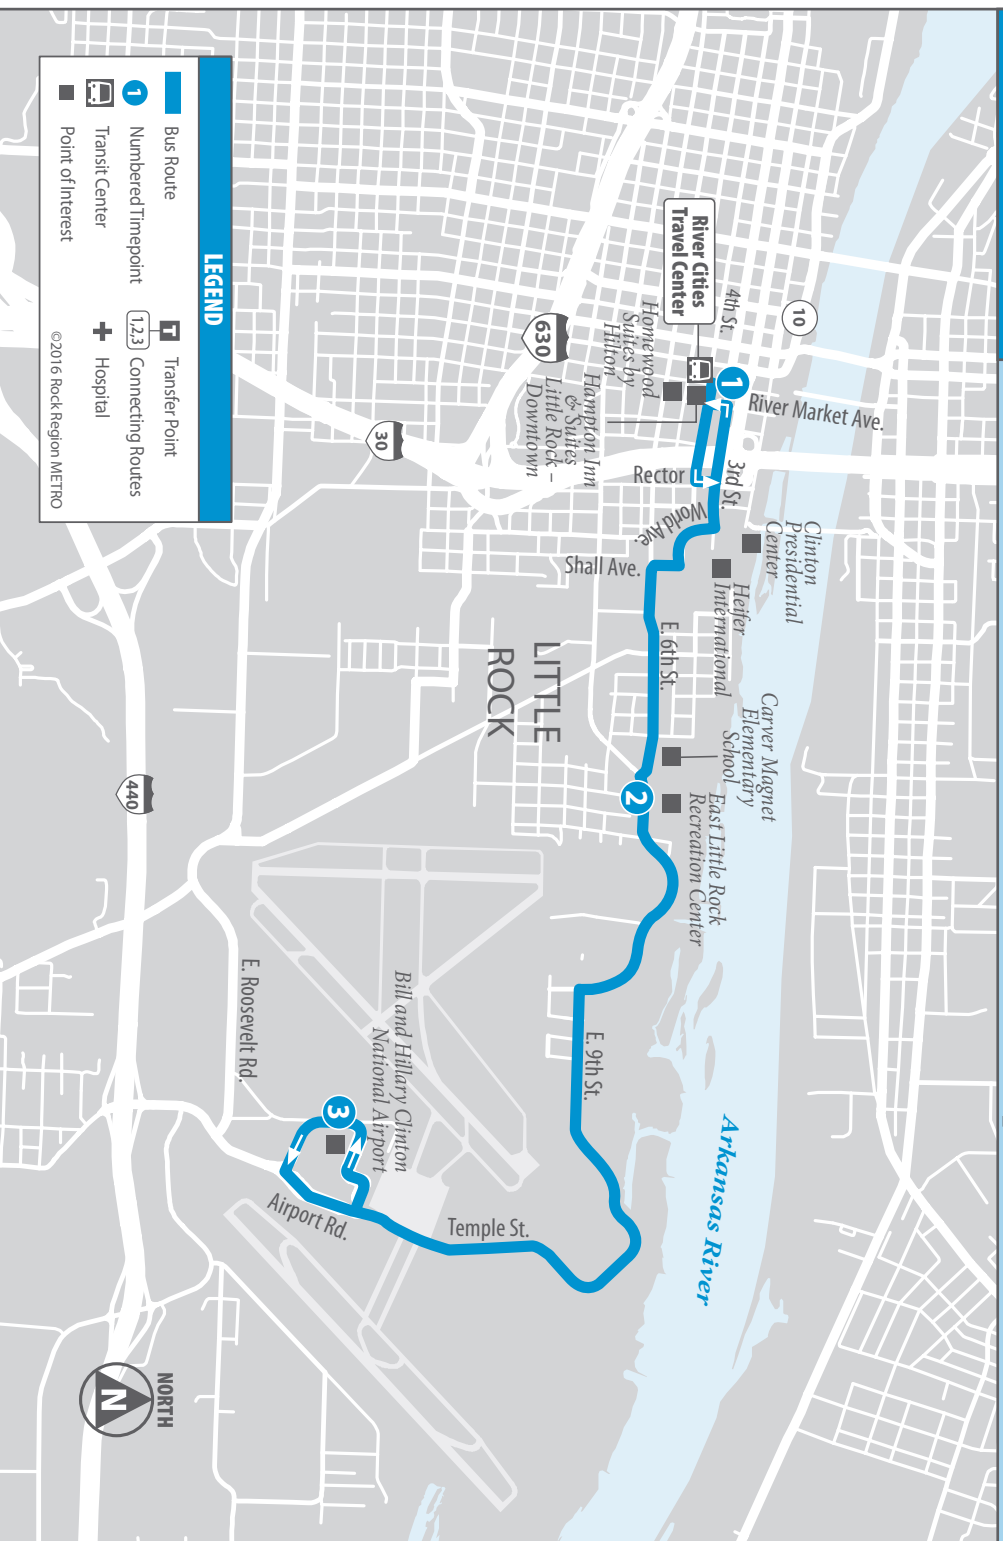 LEGEND
Bus Route
1
Numbered Timepoint
Transit Center
Point of Interest
T
Transfer Point
1,2,3
Connecting Routes
Hospital
©2016 Rock Region METRO
10
River Cities
Travel Center
4th St.
Homewood
Suites by
Hilton
630
30
Hampton Inn
& Suites
Little Rock –
Downtown
1
River Market Ave.
3rd St.
Rector
World Ave.
Shall Ave.
Clinton
Presidential
Center
Heifer
International
E. 6th St.
LITTLE
ROCK
Carver Magnet
Elementary
School
2
East Little Rock
Recreation Center
440
E. Roosevelt Rd.
Bill and Hillary Clinton
National Airport
3
E. 9th St.
Airport Rd.
Temple St.
Arkansas River
NORTH
N